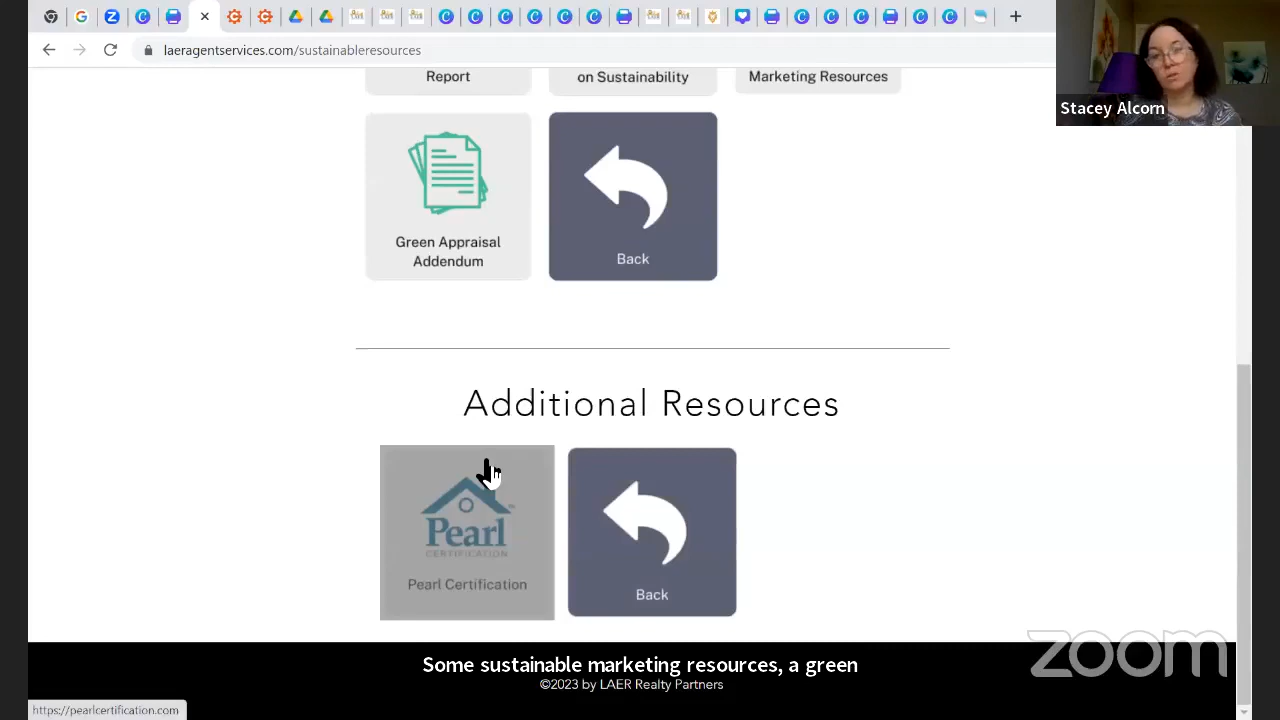 laeragentservices.com/sustainableresources
Stacey Alcorn
Report
on Sustainability
Marketing Resources
Green Appraisal
Addendum
Back
Additional Resources
Pearl
CERTIFICATION
Pearl Certification
Back
zoom
Some sustainable marketing resources, a green
©2023 by LAER Realty Partners
https://pearlcertification.com